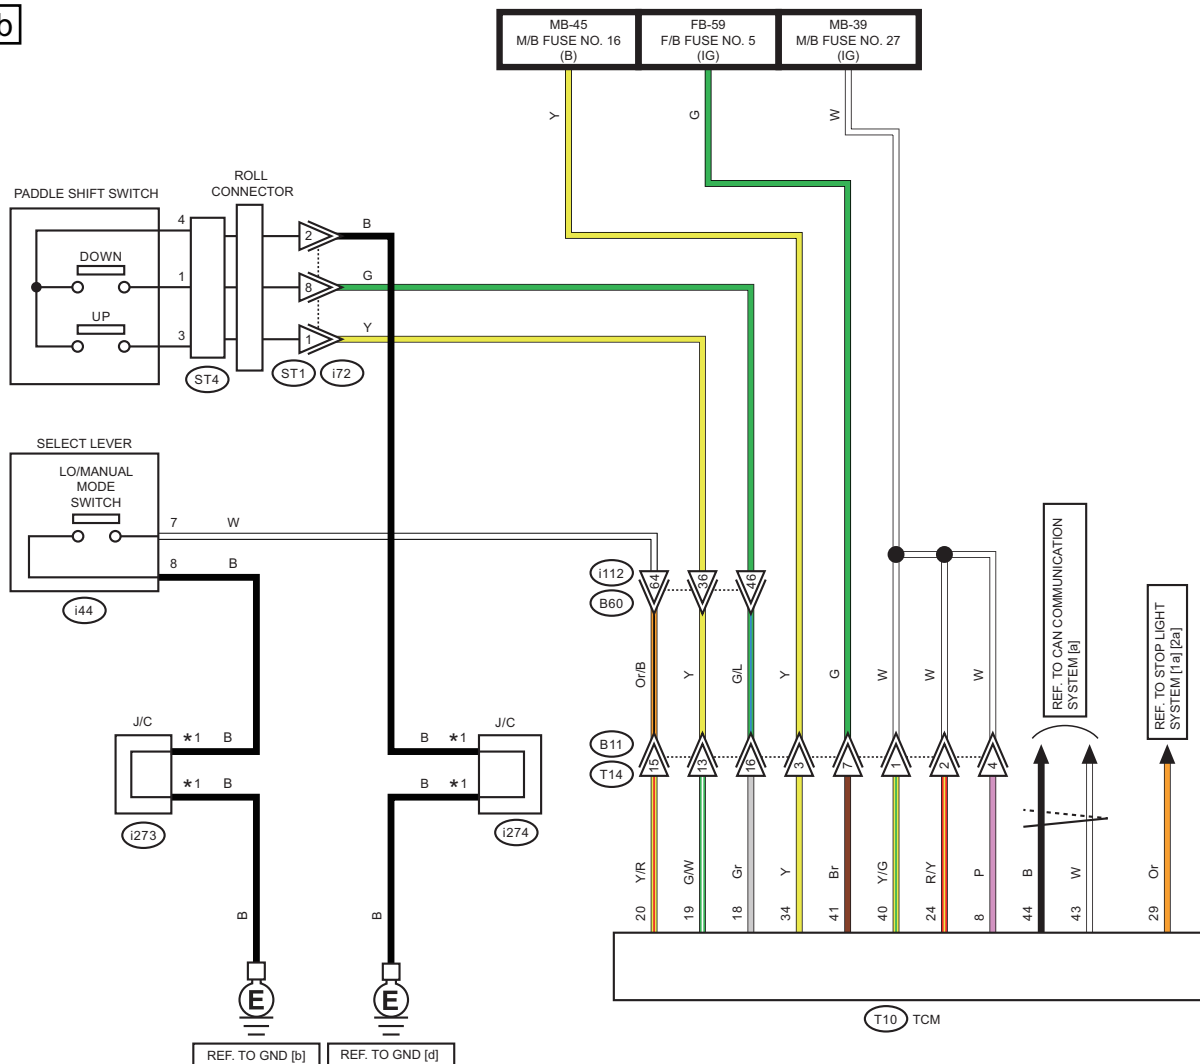 b
MB-45
M/B FUSE NO. 16
(B)
FB-59
F/B FUSE NO. 5
(IG)
MB-39
M/B FUSE NO. 27
(IG)
Y
G
W
PADDLE SHIFT SWITCH
ROLL
CONNECTOR
4
DOWN
1
UP
3
2
8
1
B
G
Y
ST4
ST1
i72
SELECT LEVER
LO/MANUAL
MODE
SWITCH
7
W
8
B
i44
i112
B60
64
36
46
Or/B
Y
G/L
Y
G
W
W
W
REF. TO CAN COMMUNICATION
SYSTEM [a]
REF. TO STOP LIGHT
SYSTEM [1a] [2a]
J/C
*1 B
*1 B
i273
J/C
B *1
B *1
i274
B11
T14
15
13
16
3
7
1
2
4
Y/R
G/W
Gr
Y
Br
Y/G
R/Y
P
B
W
Or
20
19
18
34
41
40
24
8
44
43
29
B
B
E
E
REF. TO GND [b]
REF. TO GND [d]
T10 TCM